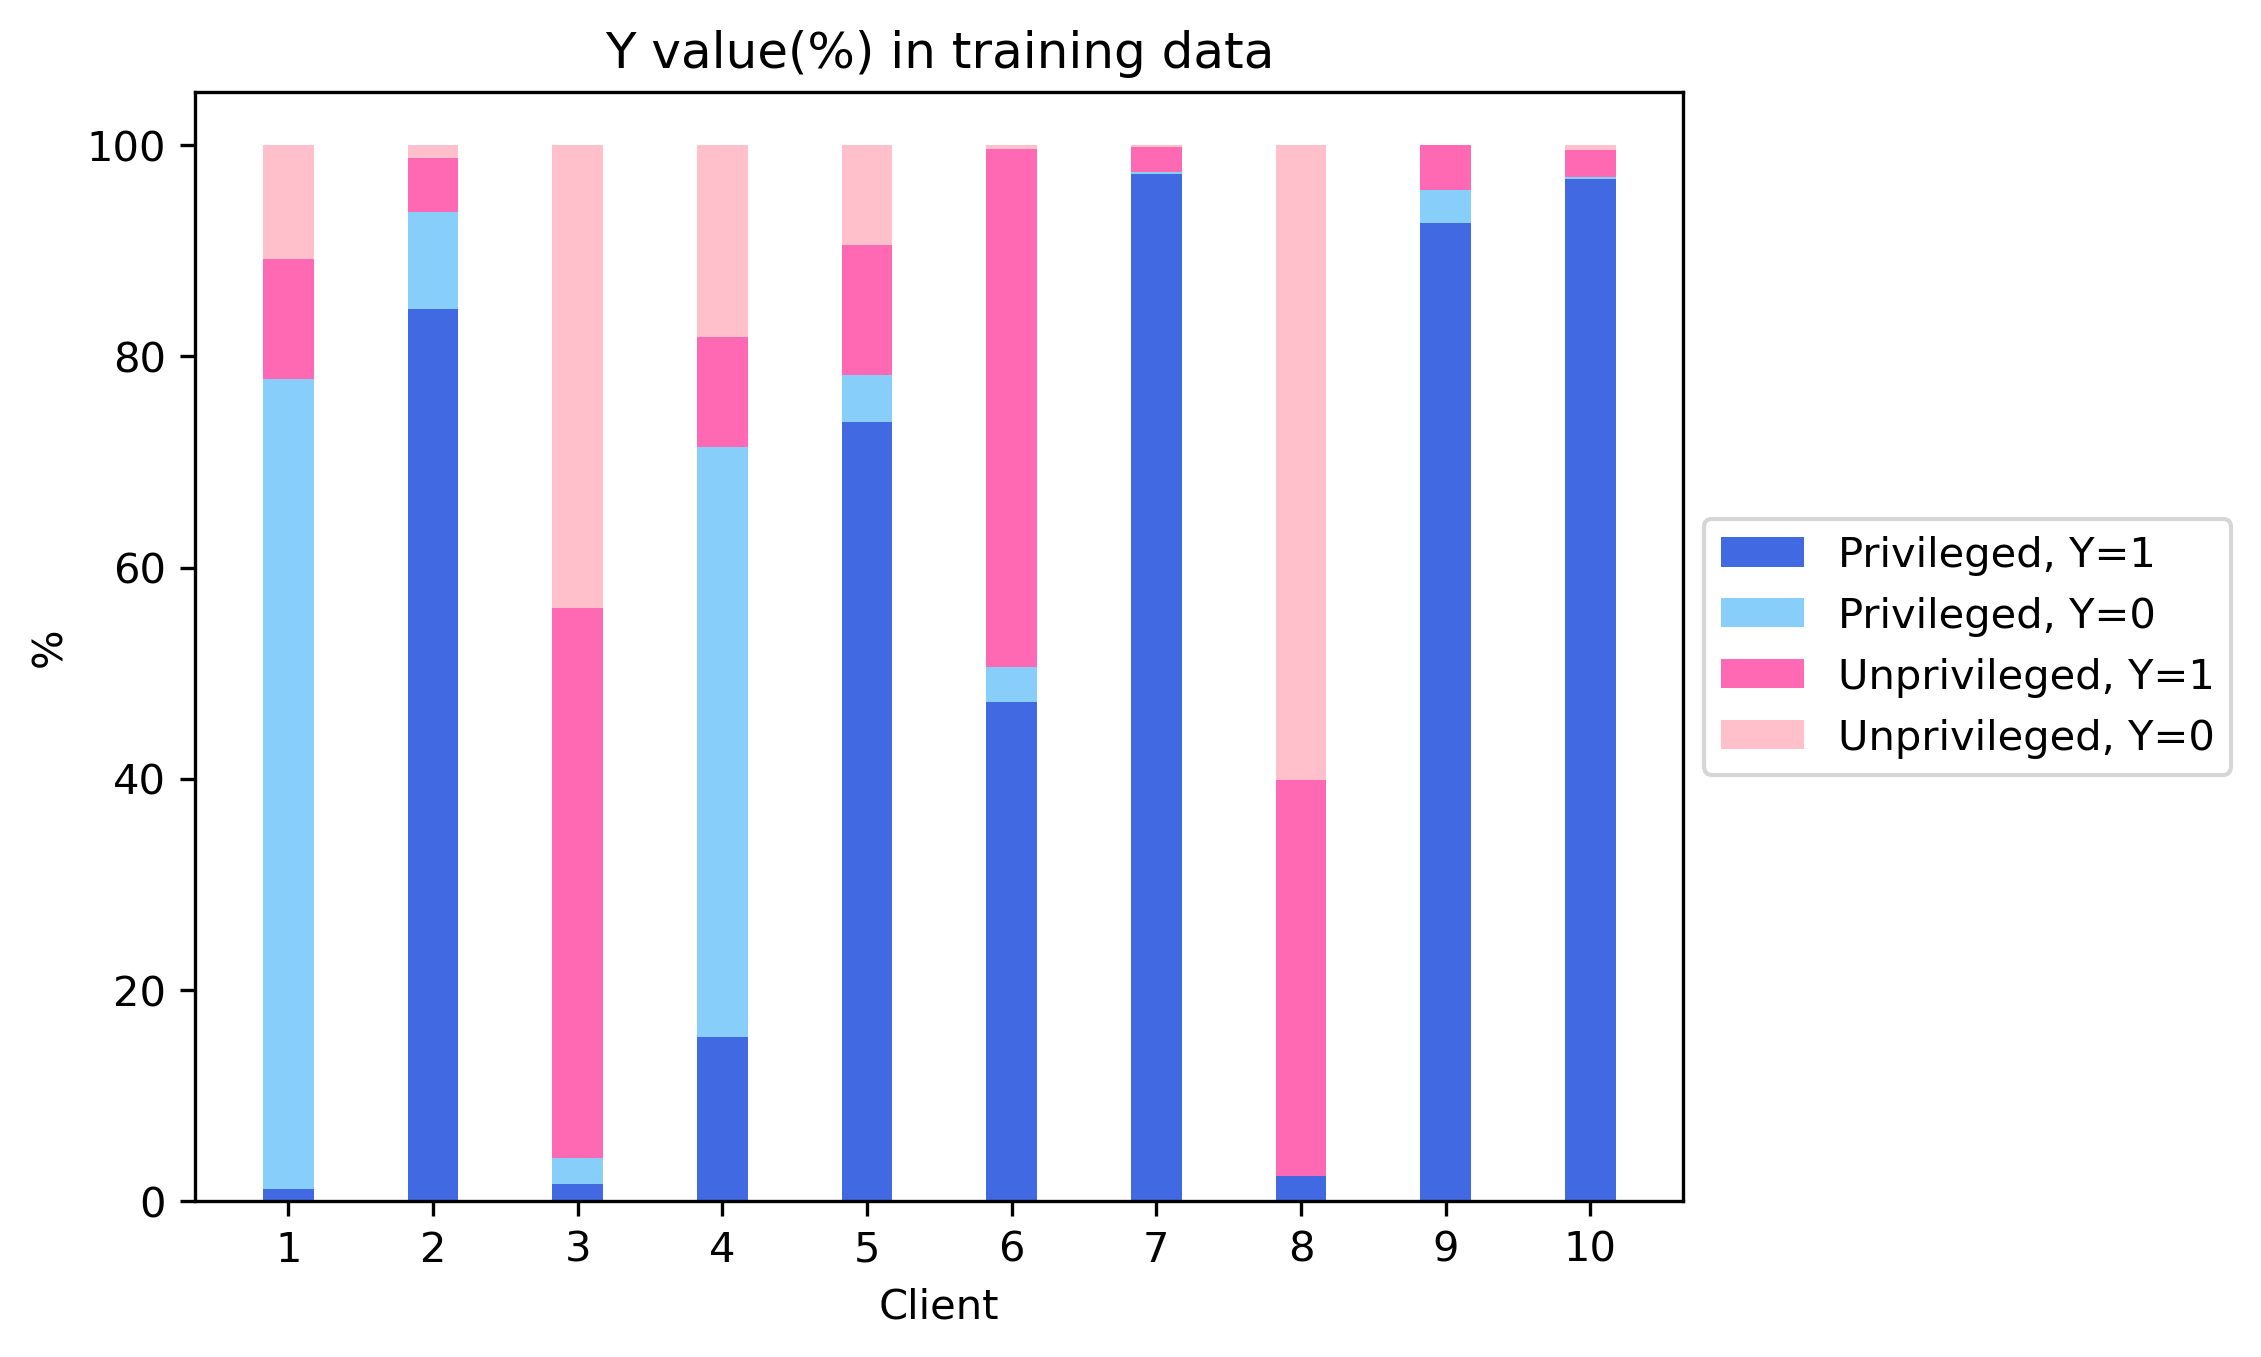 Y value(%) in training data
100
80
60
40
20
0
%
1 2 3 4 5 6 7 8 9 10
Client
Privileged, Y=1
Privileged, Y=0
Unprivileged, Y=1
Unprivileged, Y=0